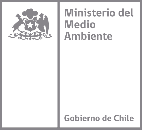 Ministerio del
Medio
Ambiente
Gobierno de Chile